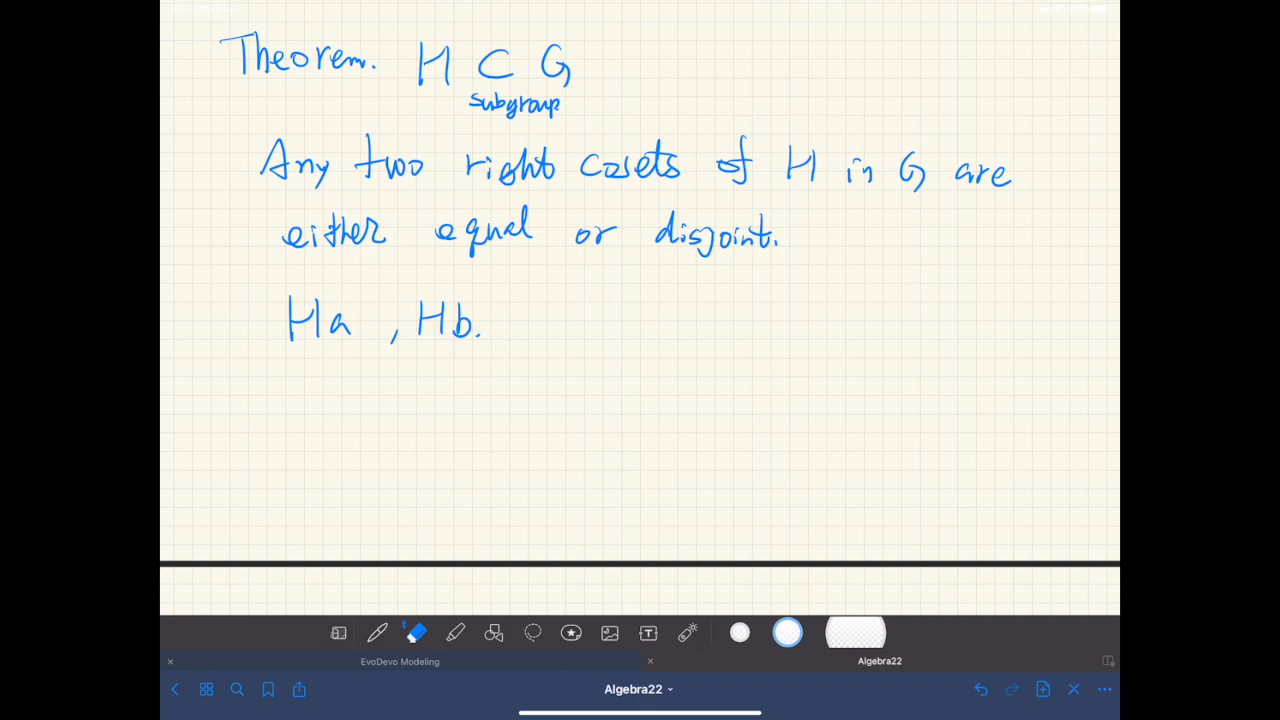 Theorem. H ⊂ G
subgroup
Any two right cosets of H in G are
either equal or disjoint.
Ha , Hb.
T
EvoDevo Modeling
Algebra22
Algebra22